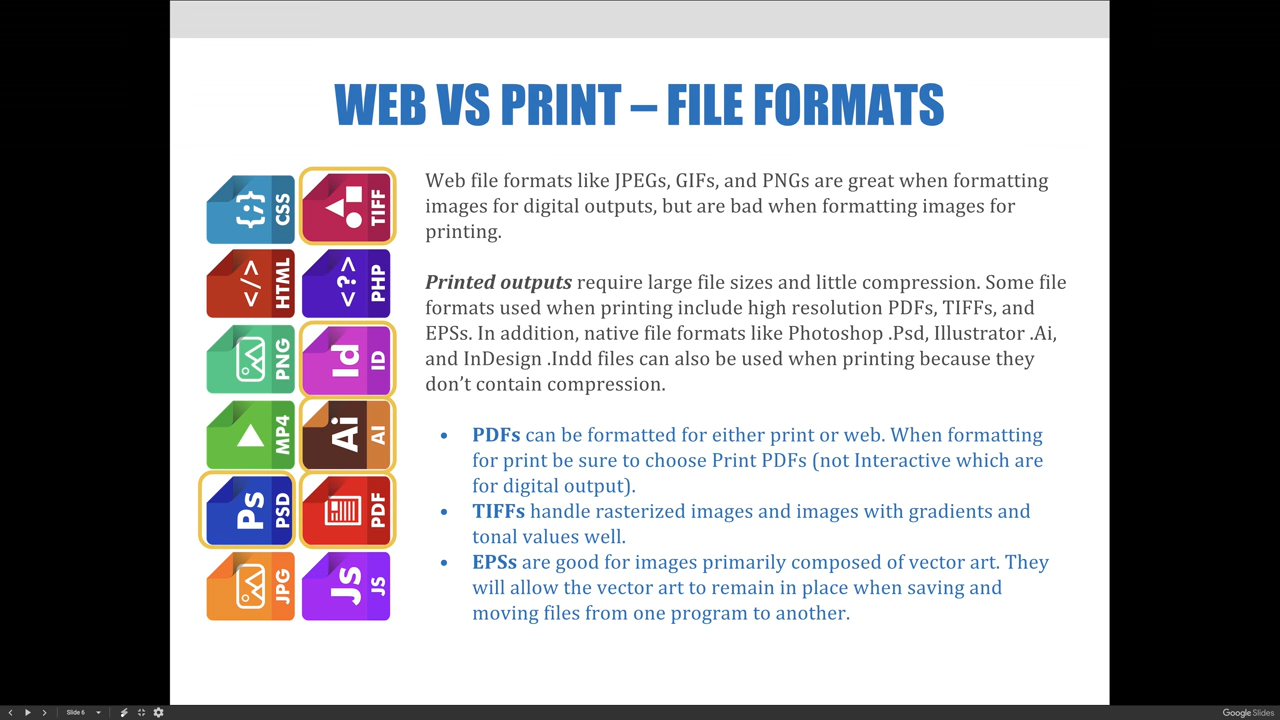 WEB VS PRINT – FILE FORMATS
CSS
TIFF
HTML
PHP
PNG
Id
ID
MP4
Ai
AI
Ps
PSD
PDF
JPG
Js
JS
Web file formats like JPEGs, GIFs, and PNGs are great when formatting
images for digital outputs, but are bad when formatting images for
printing.
Printed outputs require large file sizes and little compression. Some file
formats used when printing include high resolution PDFs, TIFFs, and
EPSs. In addition, native file formats like Photoshop .Psd, Illustrator .Ai,
and InDesign .Indd files can also be used when printing because they
don’t contain compression.
• PDFs can be formatted for either print or web. When formatting
for print be sure to choose Print PDFs (not Interactive which are
for digital output).
• TIFFs handle rasterized images and images with gradients and
tonal values well.
• EPSs are good for images primarily composed of vector art. They
will allow the vector art to remain in place when saving and
moving files from one program to another.
Slide 6
Google Slides